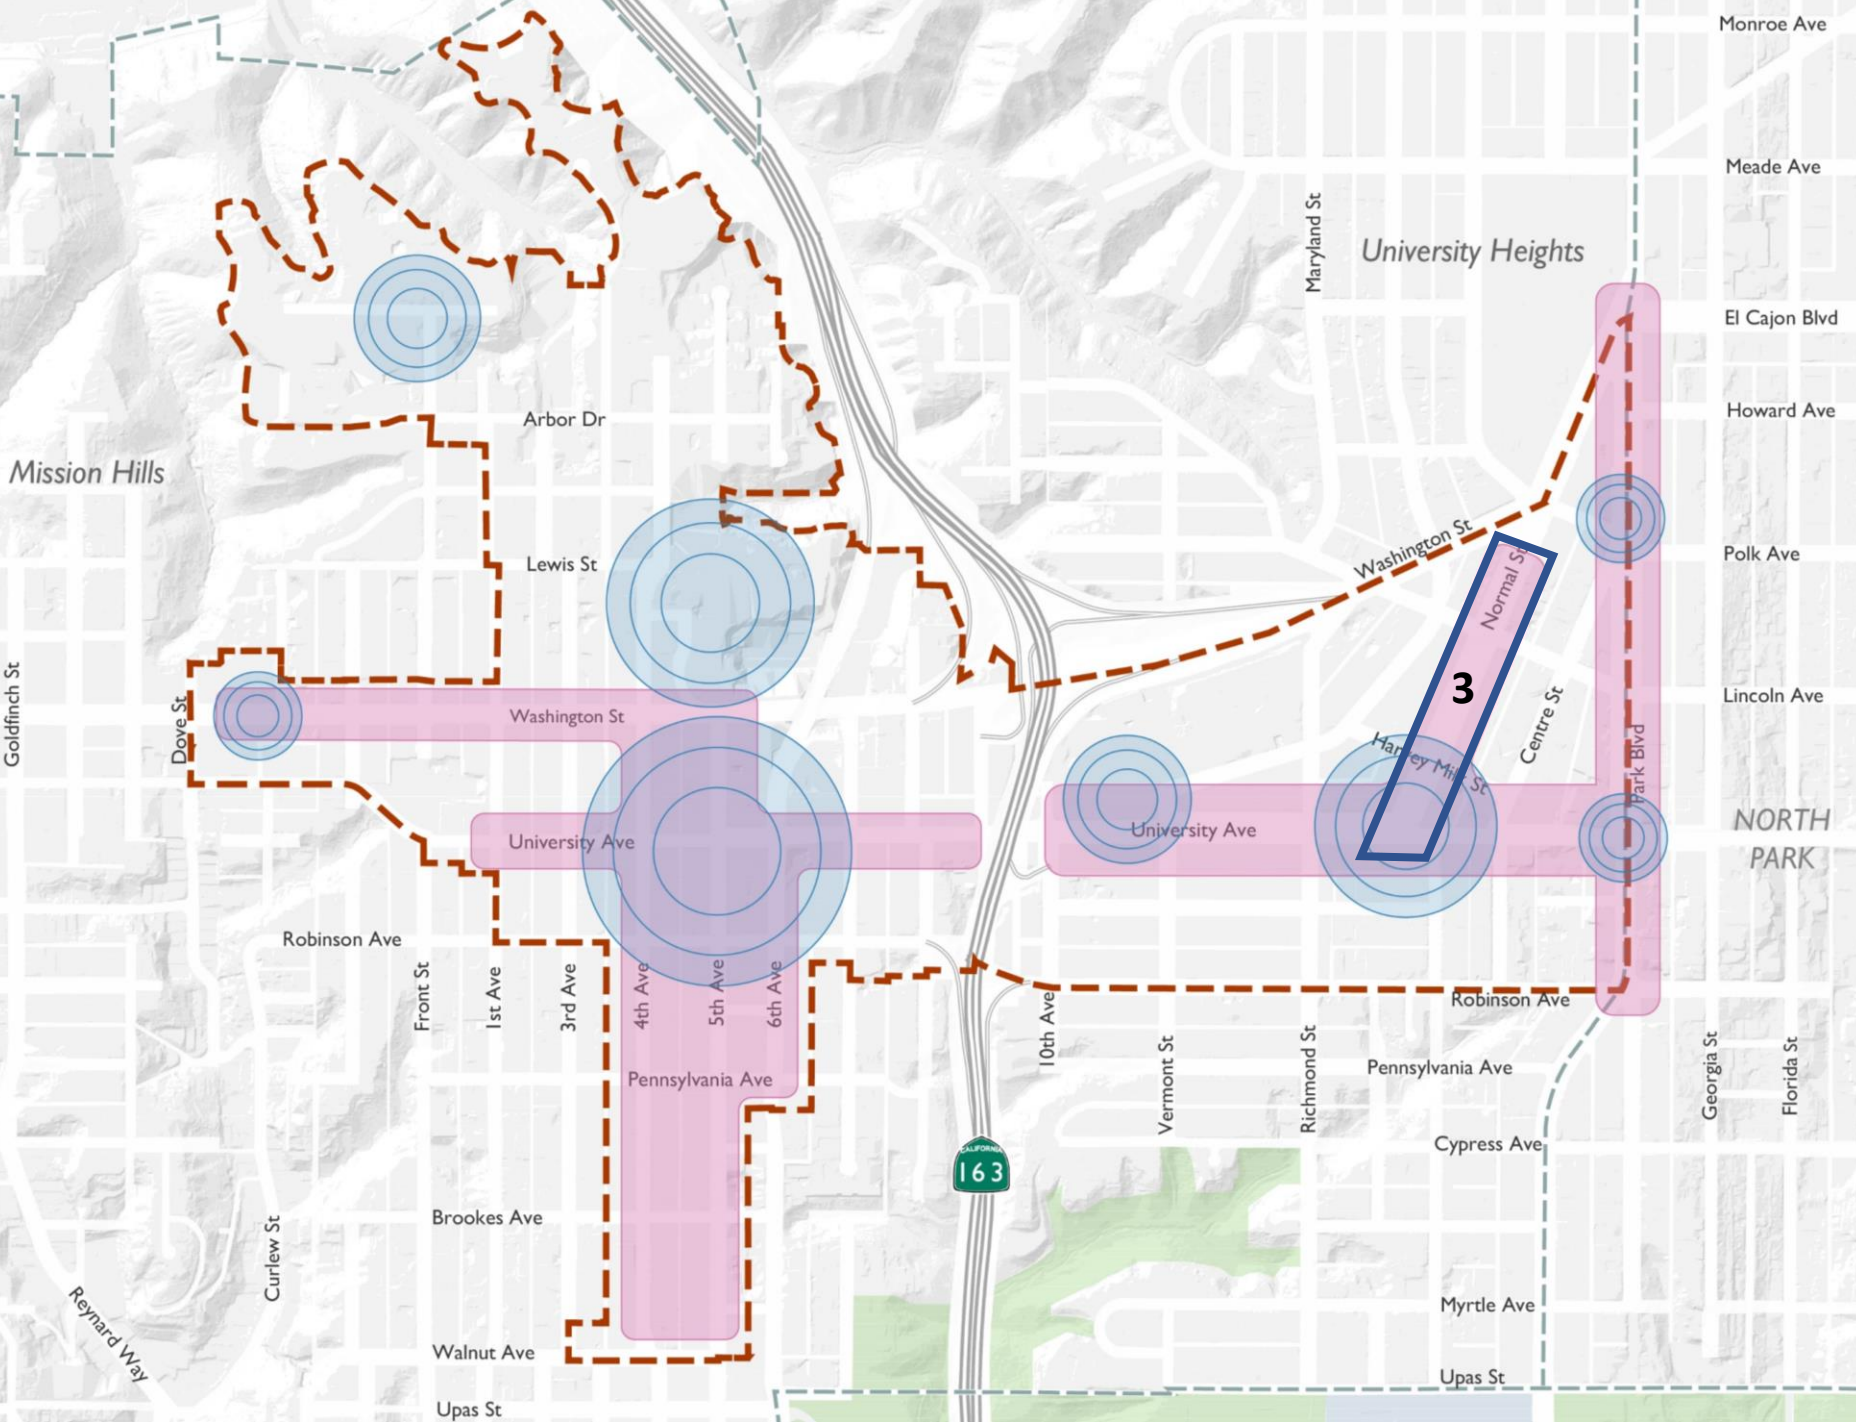 Monroe Ave
Meade Ave
Maryland St
University Heights
El Cajon Blvd
Howard Ave
Arbor Dr
Mission Hills
Washington St
Polk Ave
Lewis St
Normal St
Goldfinch St
Dove St
Washington St
3
Centre St
Lincoln Ave
Harvey Milk St
Park Blvd
University Ave
University Ave
NORTH
PARK
Robinson Ave
Front St
1st Ave
3rd Ave
4th Ave
5th Ave
6th Ave
10th Ave
Robinson Ave
Vermont St
Richmond St
Pennsylvania Ave
Pennsylvania Ave
Georgia St
Florida St
Cypress Ave
CALIFORNIA
163
Brookes Ave
Curlew St
Reynard Way
Myrtle Ave
Walnut Ave
Upas St
Upas St